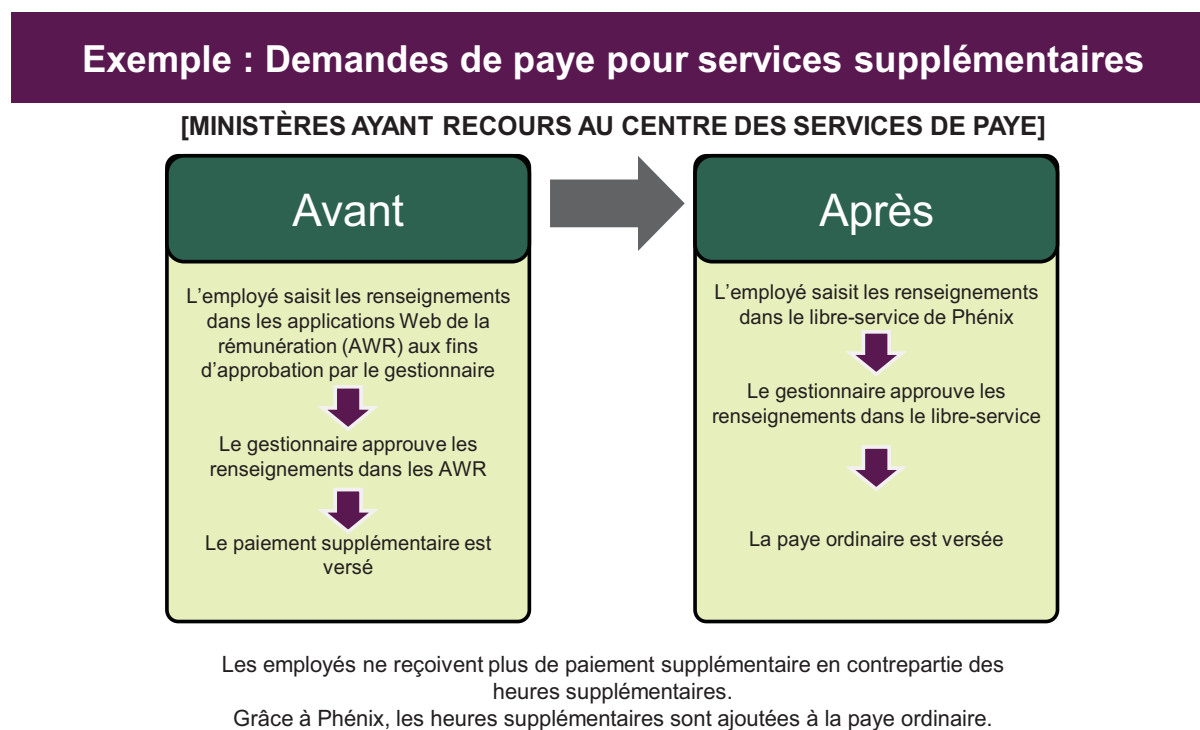 Exemple : Demandes de paye pour services supplémentaires
[MINISTÈRES AYANT RECOURS AU CENTRE DES SERVICES DE PAYE]
Avant
L'employé saisit les renseignements
dans les applications Web de la
rémunération (AWR) aux fins
d'approbation par le gestionnaire
Le gestionnaire approuve les
renseignements dans les AWR
Le paiement supplémentaire est
versé
Après
L'employé saisit les renseignements
dans le libre-service de Phénix
Le gestionnaire approuve les
renseignements dans le libre-service
La paye ordinaire est versée
Les employés ne reçoivent plus de paiement supplémentaire en contrepartie des
heures supplémentaires.
Grâce à Phénix, les heures supplémentaires sont ajoutées à la paye ordinaire.